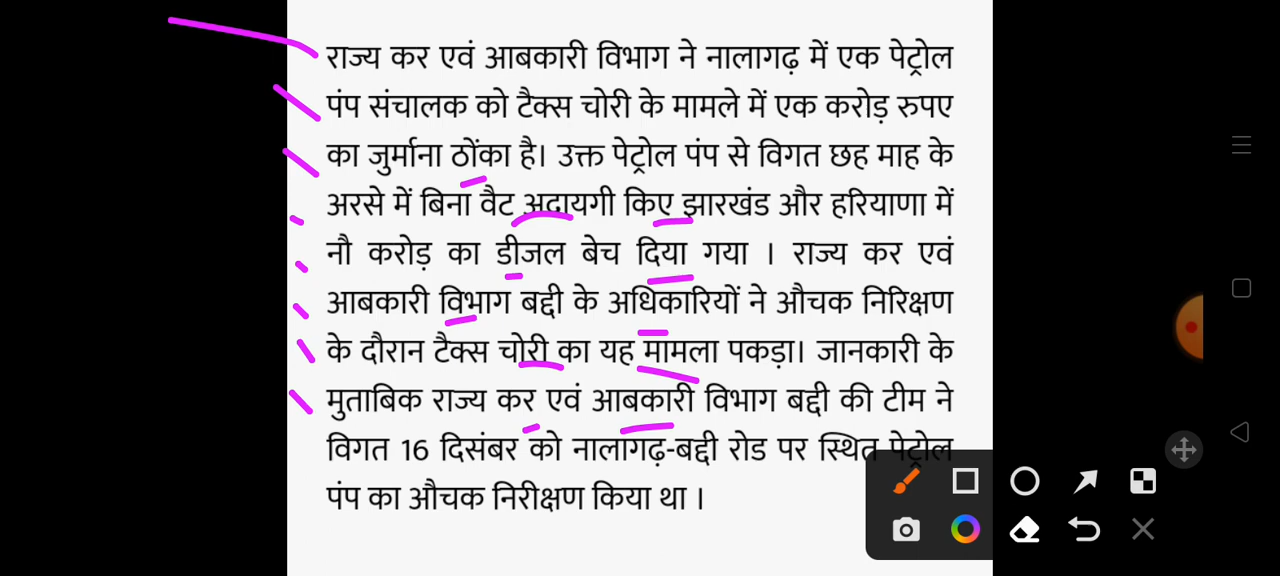 राज्य कर एवं आबकारी विभाग ने नालागढ़ में एक पेट्रोल
पंप संचालक को टैक्स चोरी के मामले में एक करोड़ रुपए
का जुर्माना ठोंका है। उक्त पेट्रोल पंप से विगत छह माह के
अरसे में बिना वैट अदायगी किए झारखंड और हरियाणा में
नौ करोड़ का डीजल बेच दिया गया । राज्य कर एवं
आबकारी विभाग बद्दी के अधिकारियों ने औचक निरिक्षण
के दौरान टैक्स चोरी का यह मामला पकड़ा। जानकारी के
मुताबिक राज्य कर एवं आबकारी विभाग बद्दी की टीम ने
विगत 16 दिसंबर को नालागढ़-बद्दी रोड पर स्थित पेट्रोल
पंप का औचक निरीक्षण किया था ।